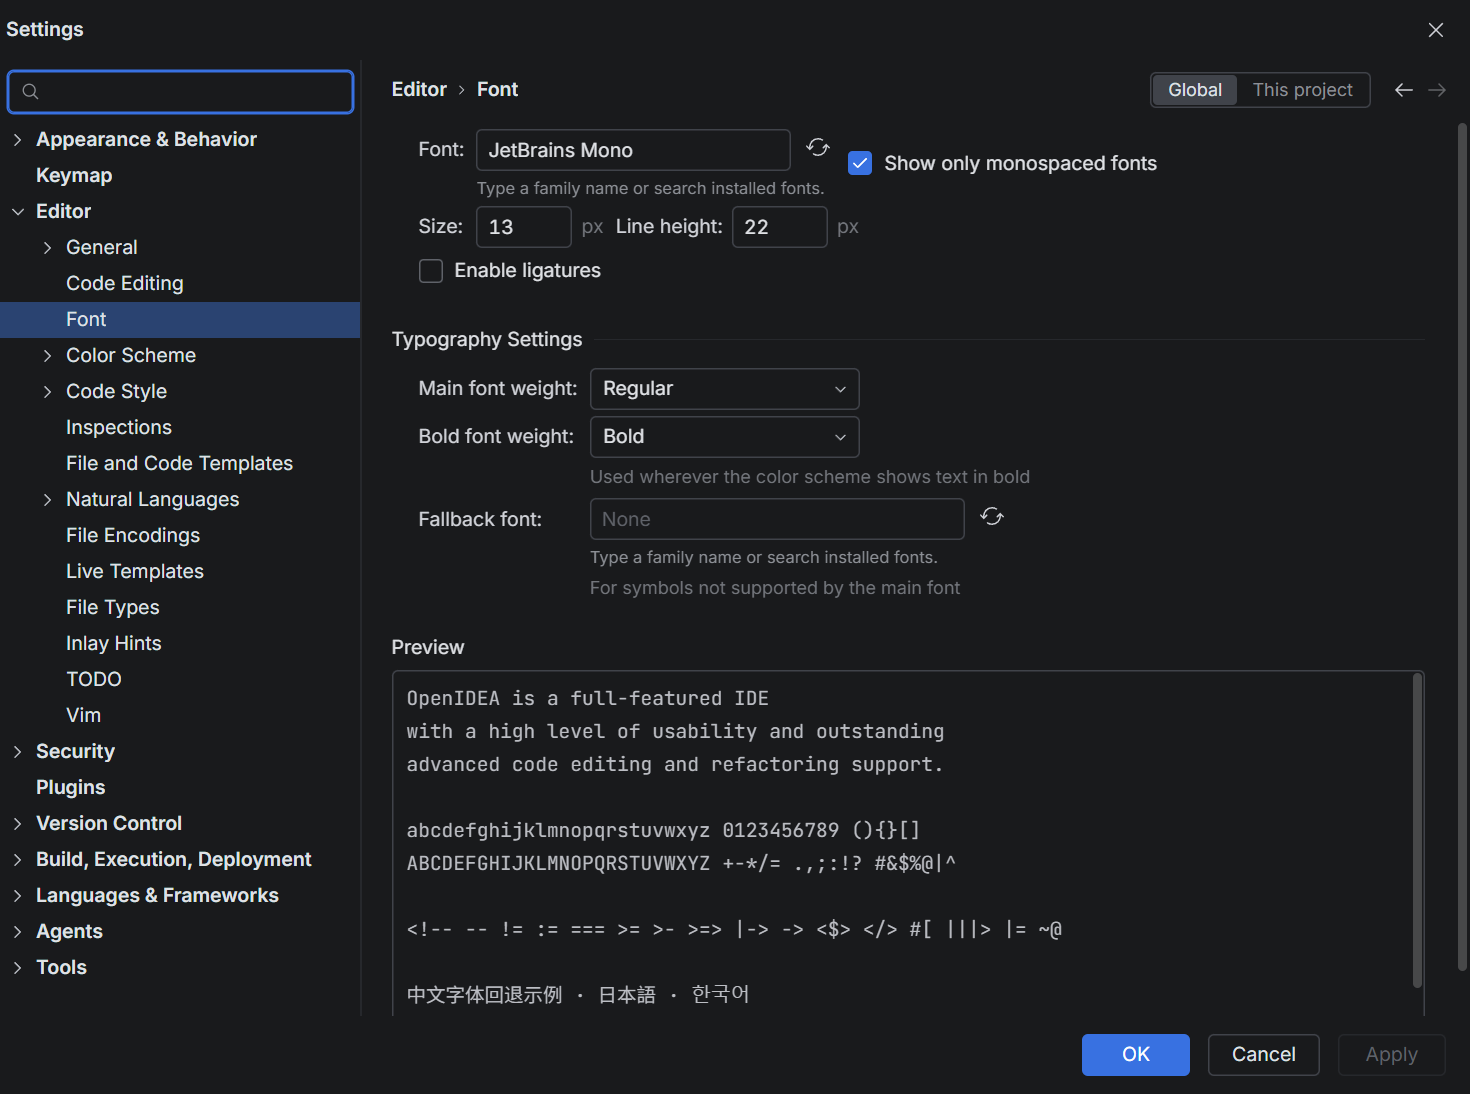 Settings
Appearance & Behavior
Keymap
Editor
General
Code Editing
Font
Color Scheme
Code Style
Inspections
File and Code Templates
Natural Languages
File Encodings
Live Templates
File Types
Inlay Hints
TODO
Vim
Security
Plugins
Version Control
Build, Execution, Deployment
Languages & Frameworks
Agents
Tools
Editor › Font
Global This project
Font: JetBrains Mono
Show only monospaced fonts
Type a family name or search installed fonts.
Size: 13 px Line height: 22 px
Enable ligatures
Typography Settings
Main font weight: Regular
Bold font weight: Bold
Used wherever the color scheme shows text in bold
Fallback font: None
Type a family name or search installed fonts.
For symbols not supported by the main font
Preview
OpenIDEA is a full-featured IDE
with a high level of usability and outstanding
advanced code editing and refactoring support.
abcdefghijklmnopqrstuvwxyz 0123456789 (){}[]
ABCDEFGHIJKLMNOPQRSTUVWXYZ +-*/= .,;:!? #&$%@|^
<!-- -- != := === >= >- >=> |-> -> <$> </> #[ |||> |= ~@
中文字体回退示例 · 日本語 · 한국어
OK Cancel Apply